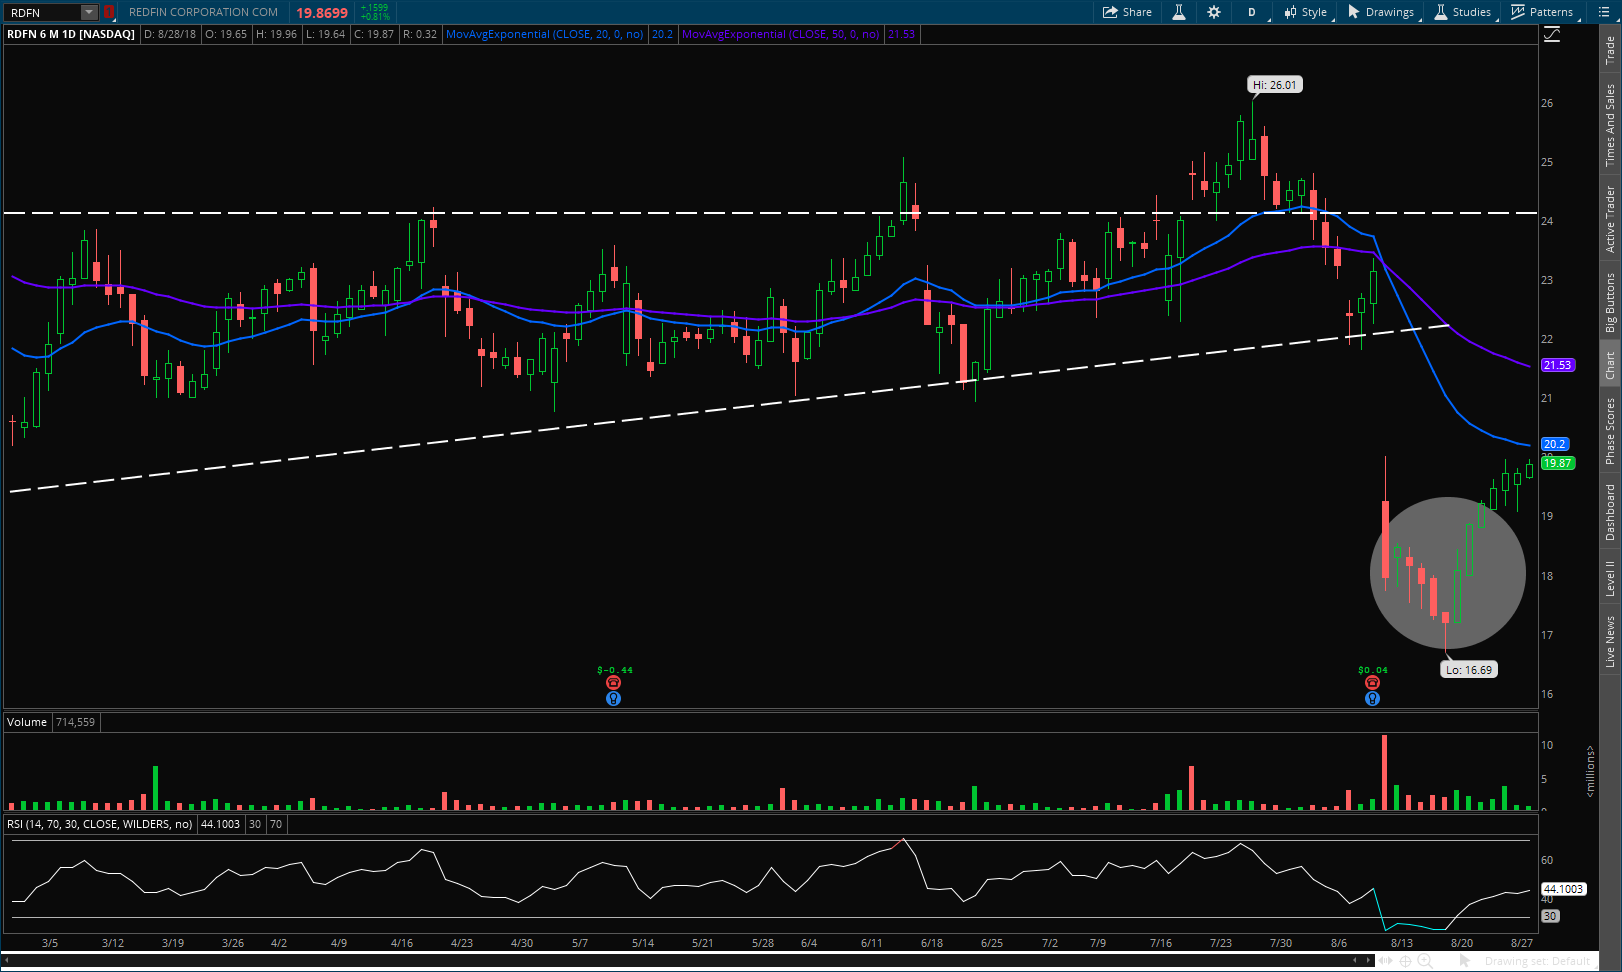 RDFN REDFIN CORPORATION COM 19.8699 +.1599 +0.81% Share D Style Drawings Studies Patterns
RDFN 6 M 1D [NASDAQ] D: 8/28/18 O: 19.65 H: 19.96 L: 19.64 C: 19.87 R: 0.32 MovAvgExponential (CLOSE, 20, 0, no) 20.2 MovAvgExponential (CLOSE, 50, 0, no) 21.53
Hi: 26.01
26
25
24
23
22
21.53
21
20.2
19.87
19
18
17
Lo: 16.69
16
$-0.44
$0.04
Volume 714,559
10
5
<millions>
RSI (14, 70, 30, CLOSE, WILDERS, no) 44.1003 30 70
60
44.1003
40
30
3/5 3/12 3/19 3/26 4/2 4/9 4/16 4/23 4/30 5/7 5/14 5/21 5/28 6/4 6/11 6/18 6/25 7/2 7/9 7/16 7/23 7/30 8/6 8/13 8/20 8/27
Drawing set: Default
Trade
Times And Sales
Active Trader
Big Buttons
Chart
Phase Scores
Dashboard
Level II
Live News